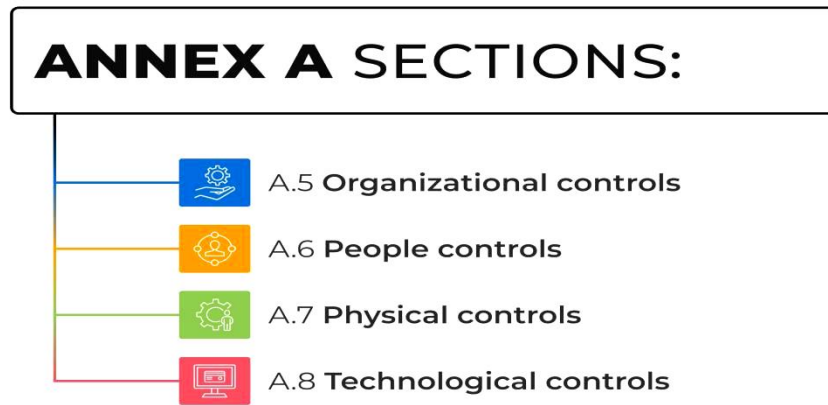 ANNEX A SECTIONS:
A.5 Organizational controls
A.6 People controls
A.7 Physical controls
A.8 Technological controls